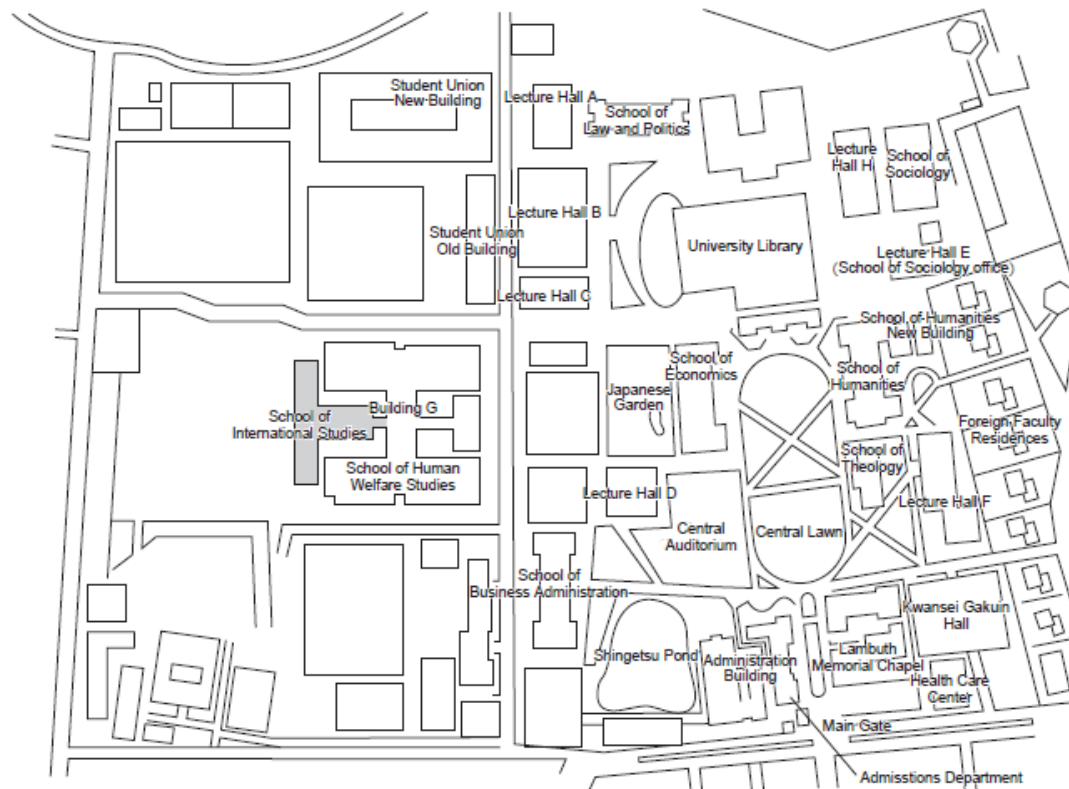 Student Union
New Building
Lecture Hall A
School of
Law and Politics
Lecture
Hall H
School of
Sociology
Lecture Hall B
Student Union
Old Building
University Library
Lecture Hall E
(School of Sociology office)
Lecture Hall C
School of Humanities
New Building
School of
Economics
School of
Humanities
Japanese
Garden
Building G
School of
International Studies
Foreign Faculty
Residences
School of
Theology
School of Human
Welfare Studies
Lecture Hall D
Lecture Hall F
Central
Auditorium
Central Lawn
School of
Business Administration
Kwansei Gakuin
Hall
Shingetsu Pond
Administration
Building
Lambuth
Memorial Chapel
Health Care
Center
Main Gate
Admisstions Department